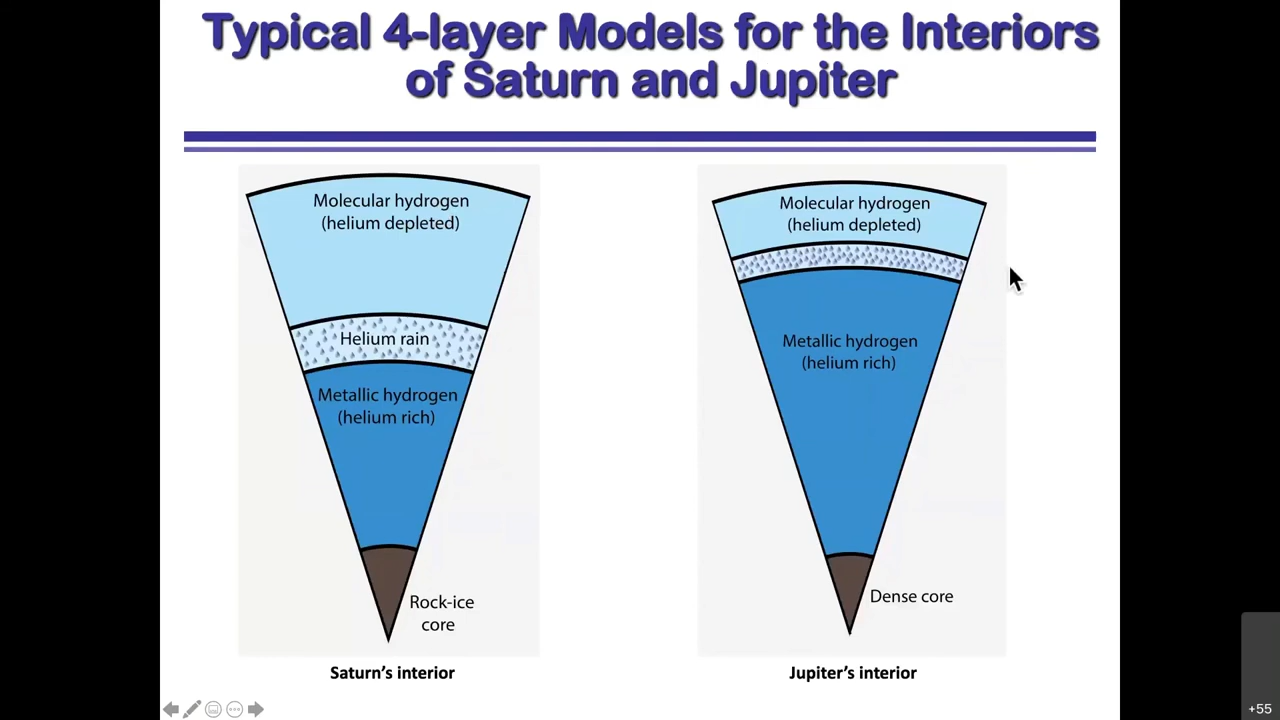 Typical 4-layer Models for the Interiors
of Saturn and Jupiter
Molecular hydrogen
(helium depleted)
Helium rain
Metallic hydrogen
(helium rich)
Rock-ice
core
Saturn's interior
Molecular hydrogen
(helium depleted)
Metallic hydrogen
(helium rich)
Dense core
Jupiter's interior
+55